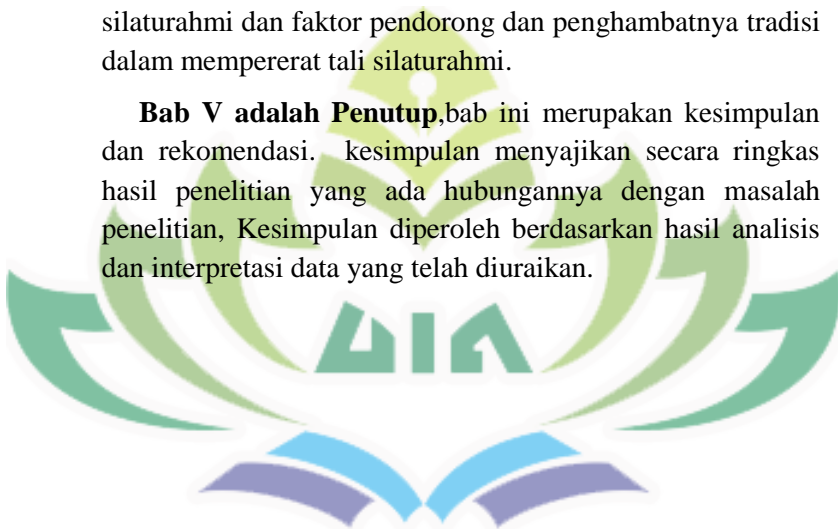 silaturahmi dan faktor pendorong dan penghambatnya tradisi
dalam mempererat tali silaturahmi.
Bab V adalah Penutup,bab ini merupakan kesimpulan
dan rekomendasi. kesimpulan menyajikan secara ringkas
hasil penelitian yang ada hubungannya dengan masalah
penelitian, Kesimpulan diperoleh berdasarkan hasil analisis
dan interpretasi data yang telah diuraikan.
UIN